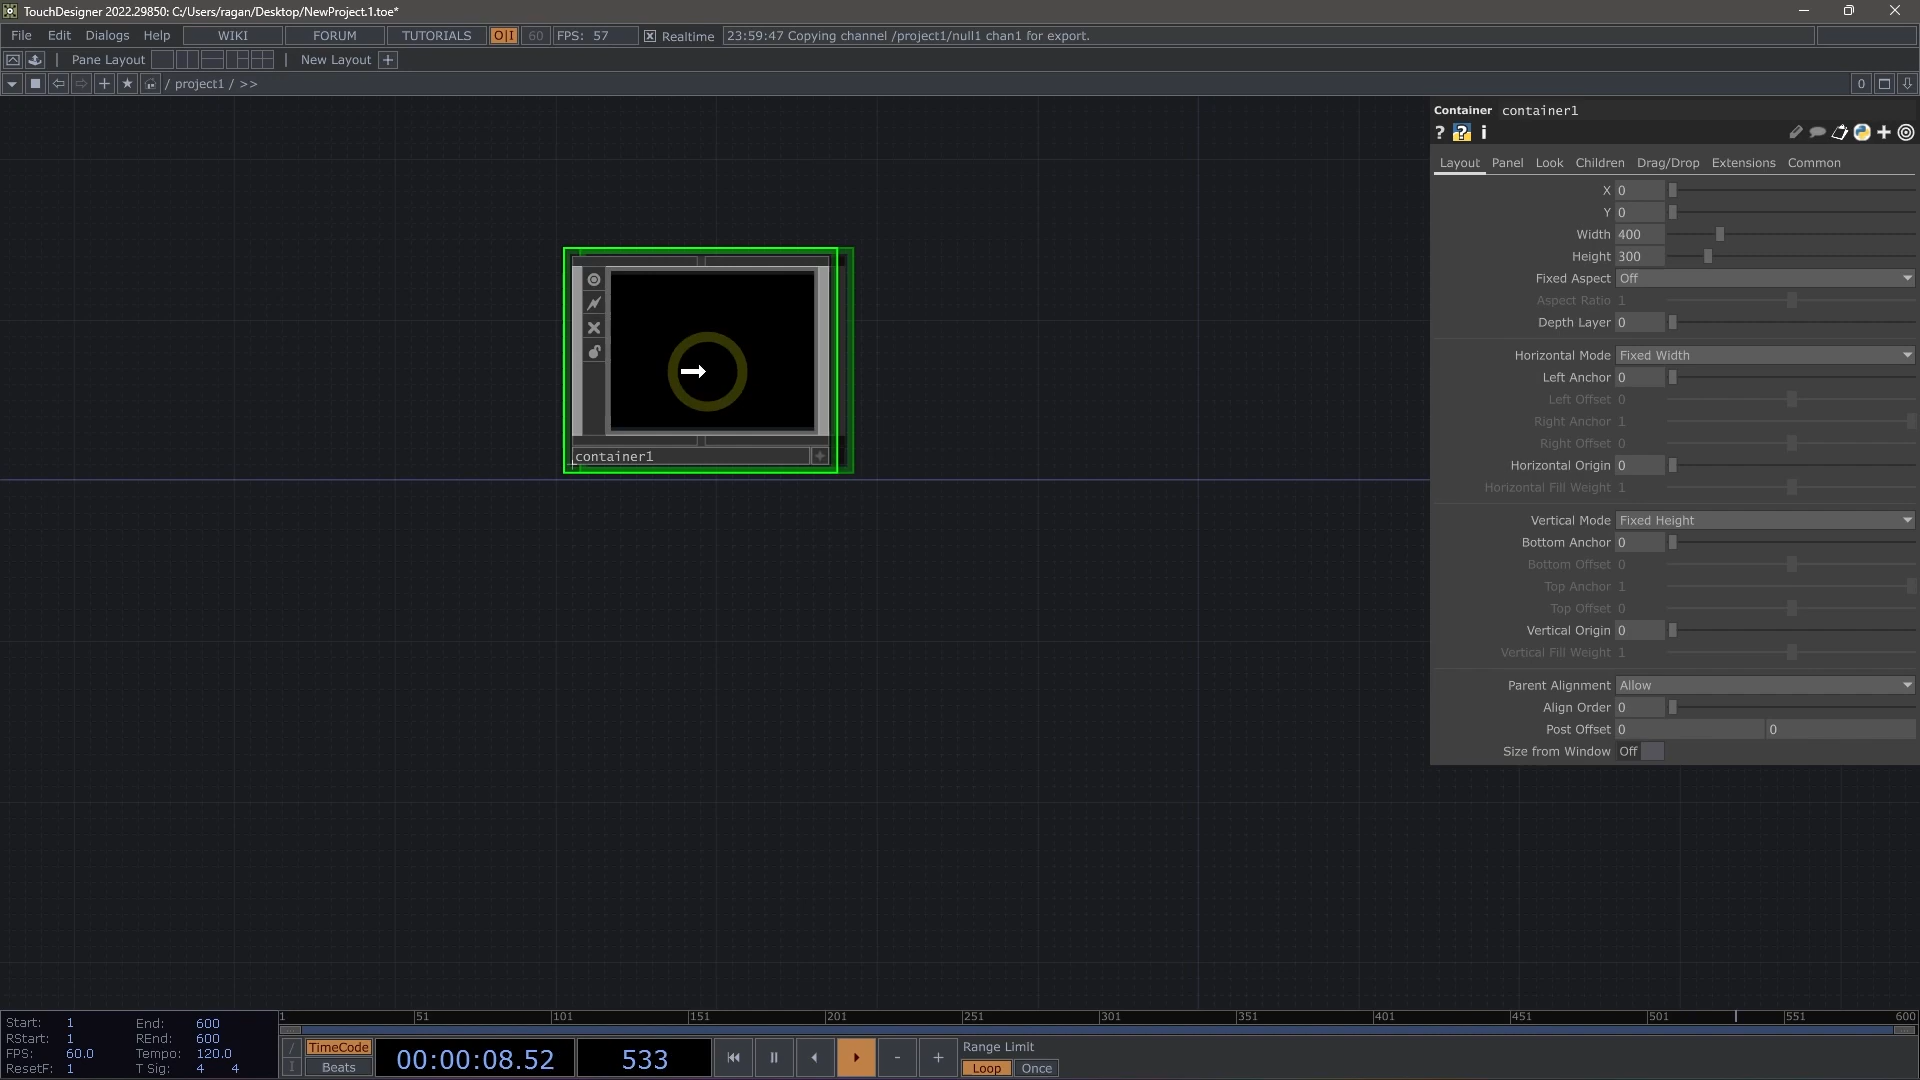 TouchDesigner 2022.29850: C:/Users/ragan/Desktop/NewProject.1.toe*
File Edit Dialogs Help WIKI FORUM TUTORIALS O|I 60 FPS: 57 Realtime 23:59:47 Copying channel /project1/null1 chan1 for export.
Pane Layout New Layout +
/ project1 / >> 0
Container container1
? ? i
Layout Panel Look Children Drag/Drop Extensions Common
X 0
Y 0
Width 400
Height 300
Fixed Aspect Off
Aspect Ratio 1
Depth Layer 0
Horizontal Mode Fixed Width
Left Anchor 0
Left Offset 0
Right Anchor 1
Right Offset 0
Horizontal Origin 0
Horizontal Fill Weight 1
Vertical Mode Fixed Height
Bottom Anchor 0
Bottom Offset 0
Top Anchor 1
Top Offset 0
Vertical Origin 0
Vertical Fill Weight 1
Parent Alignment Allow
Align Order 0
Post Offset 0 0
Size from Window Off
container1
1 51 101 151 201 251 301 351 401 451 501 551 600
Start: 1 End: 600
RStart: 1 REnd: 600
FPS: 60.0 Tempo: 120.0
ResetF: 1 T Sig: 4 4
/ TimeCode
I Beats
00:00:08.52 533 - +
Range Limit
Loop Once